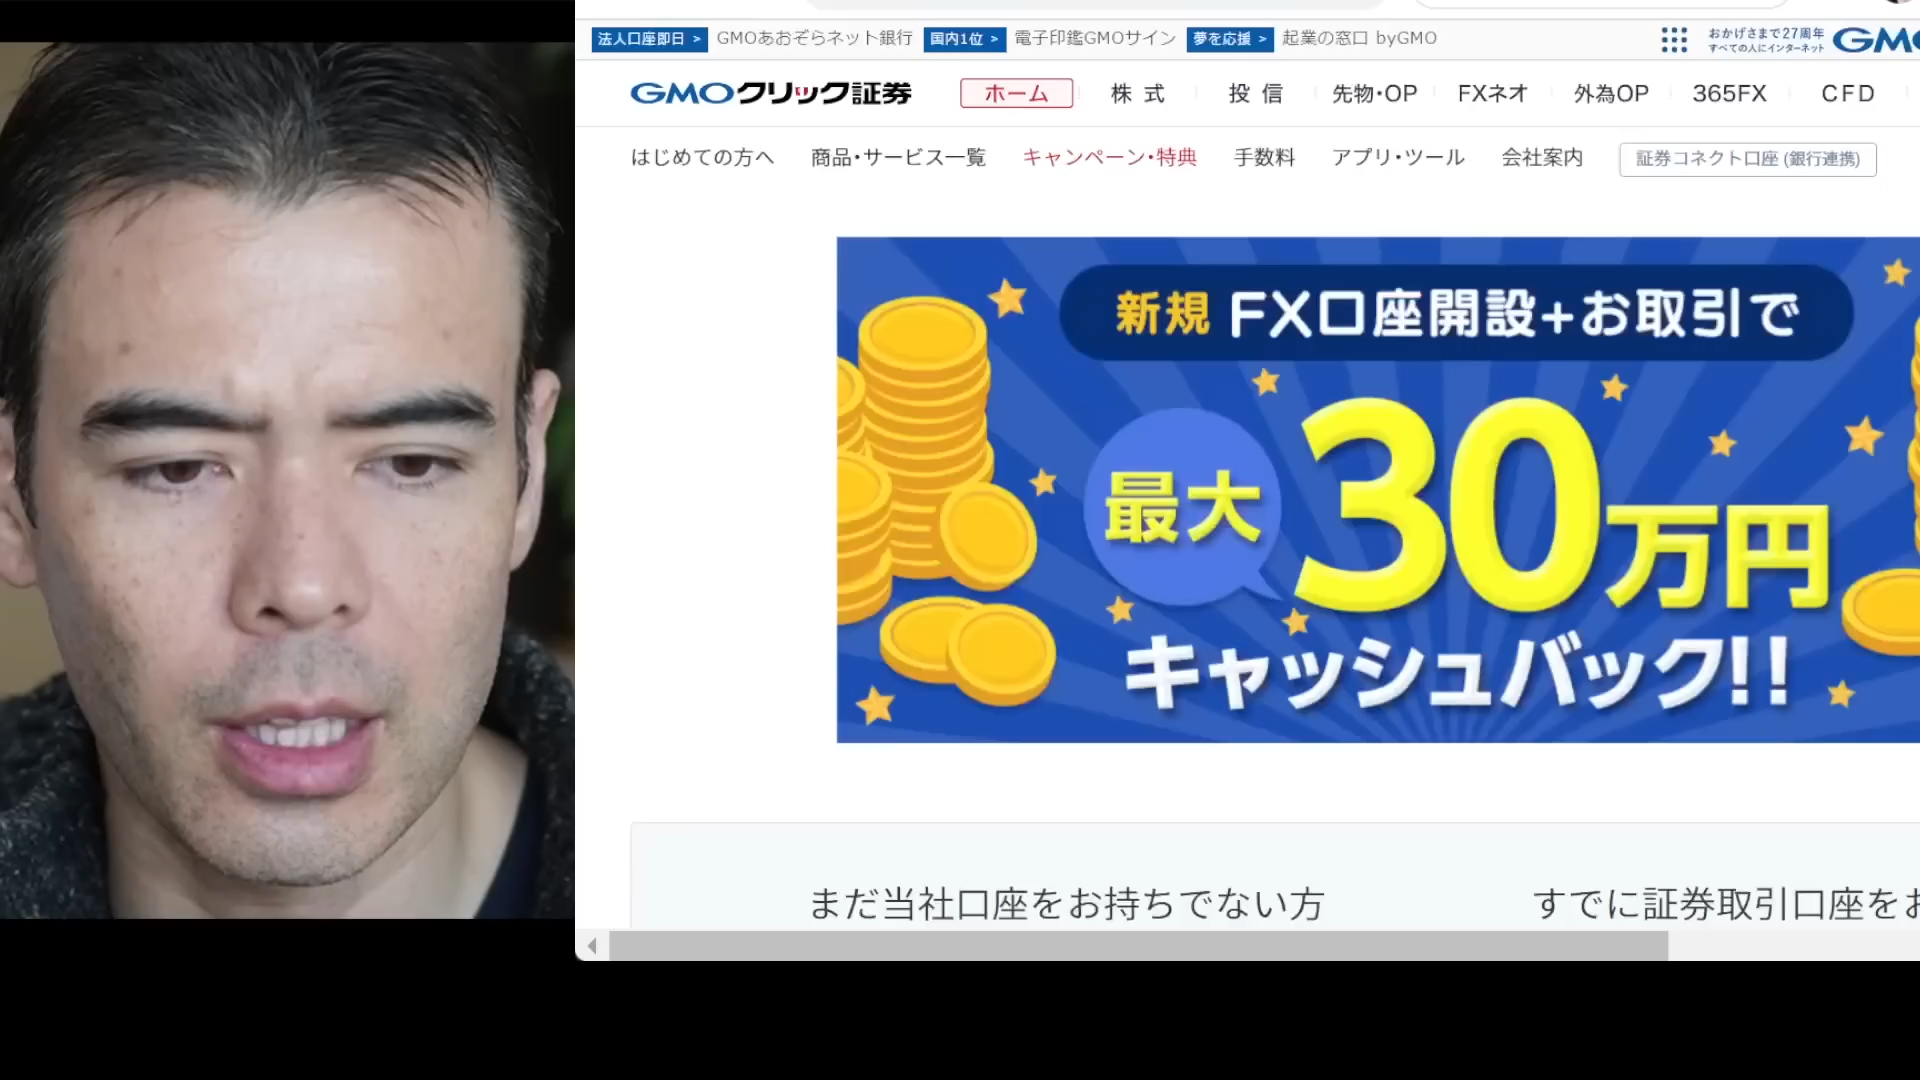 法人口座即日 > GMOあおぞらネット銀行 国内1位 > 電子印鑑GMOサイン 夢を応援 > 起業の窓口 byGMO
おかげさまで27周年
すべての人にインターネット
GMOクリック証券 ホーム 株式 投信 先物・OP FXネオ 外為OP 365FX CFD
はじめての方へ 商品・サービス一覧 キャンペーン・特典 手数料 アプリ・ツール 会社案内 証券コネクト口座 (銀行連携)
新規 FX口座開設+お取引で
最大 30万円
キャッシュバック!!
まだ当社口座をお持ちでない方 すでに証券取引口座を